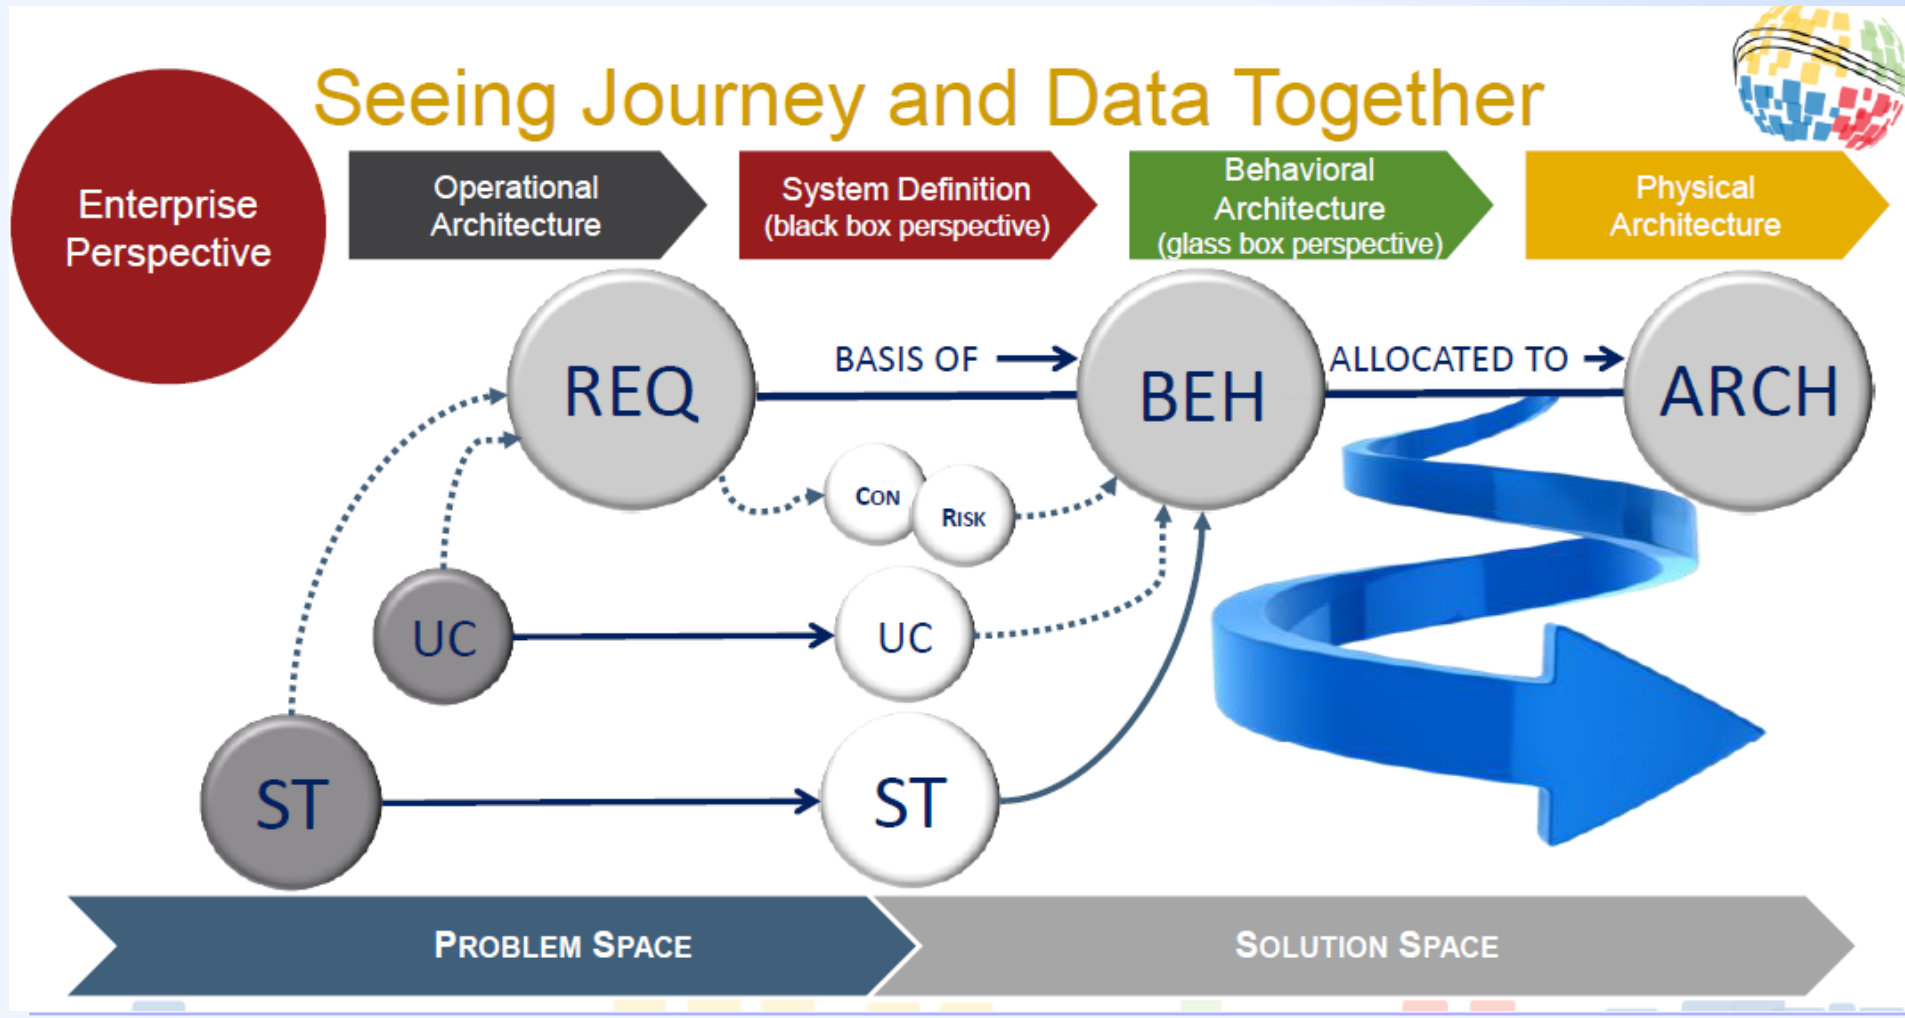 Seeing Journey and Data Together
Enterprise
Perspective
Operational
Architecture
System Definition
(black box perspective)
Behavioral
Architecture
(glass box perspective)
Physical
Architecture
REQ
BASIS OF
BEH
ALLOCATED TO
ARCH
CON
RISK
UC
UC
ST
ST
PROBLEM SPACE
SOLUTION SPACE